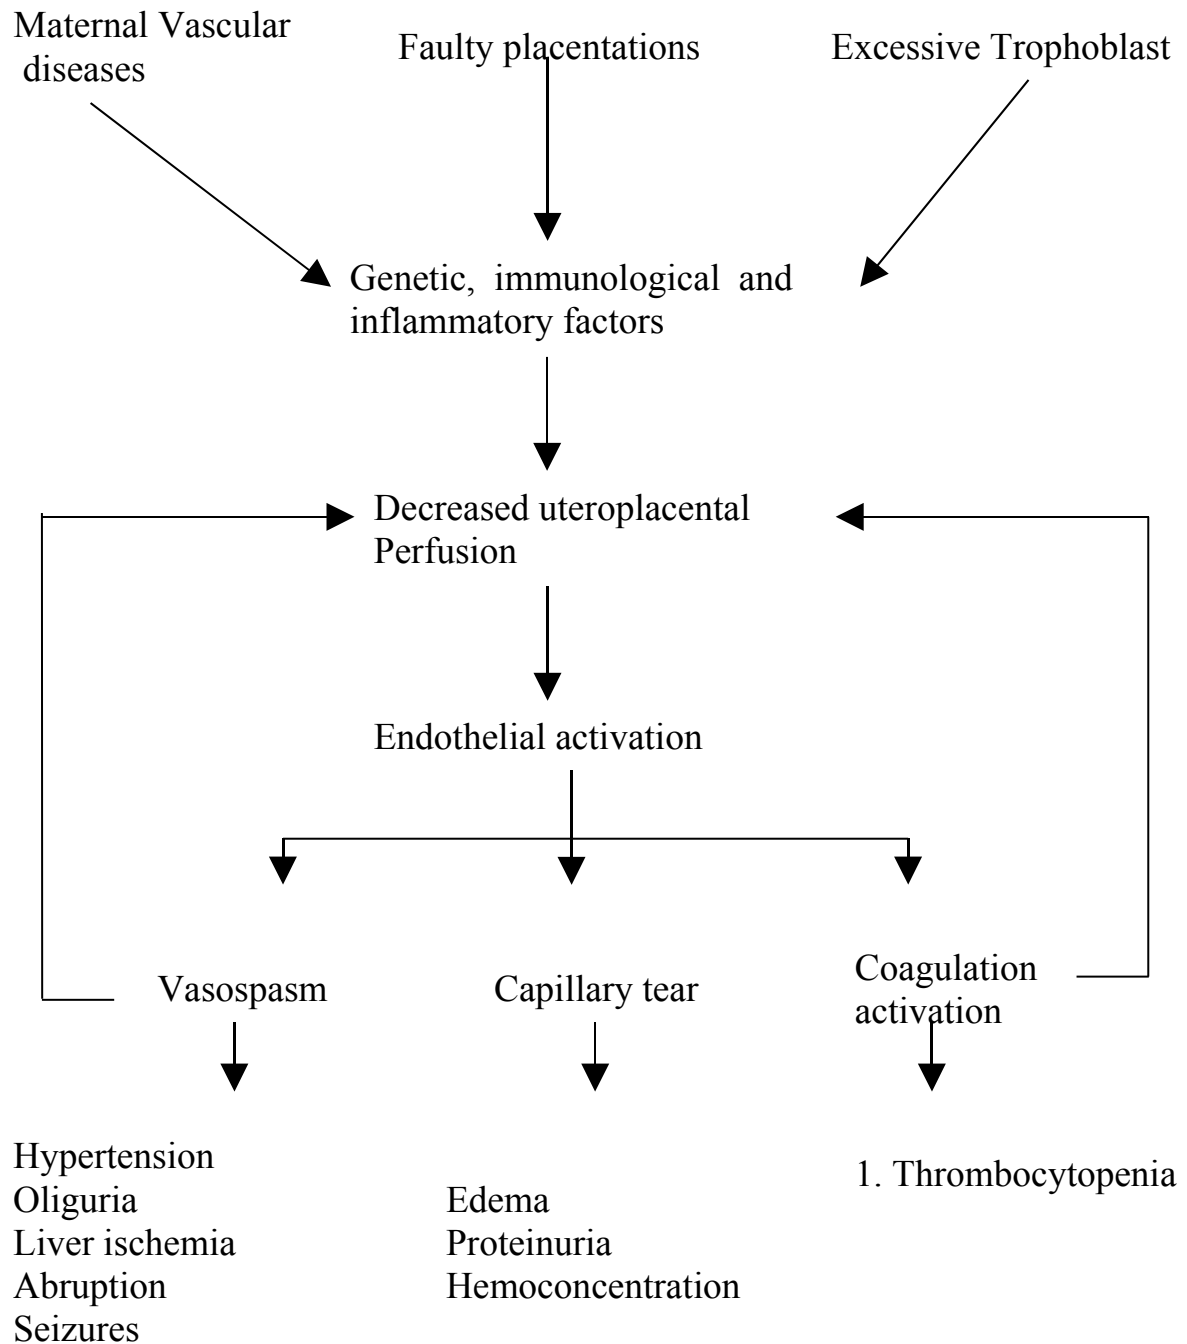 Maternal Vascular
diseases
Faulty placentations
Excessive Trophoblast
Genetic, immunological and
inflammatory factors
Decreased uteroplacental
Perfusion
Endothelial activation
Vasospasm
Capillary tear
Coagulation
activation
Hypertension
Oliguria
Liver ischemia
Abruption
Seizures
Edema
Proteinuria
Hemoconcentration
1. Thrombocytopenia